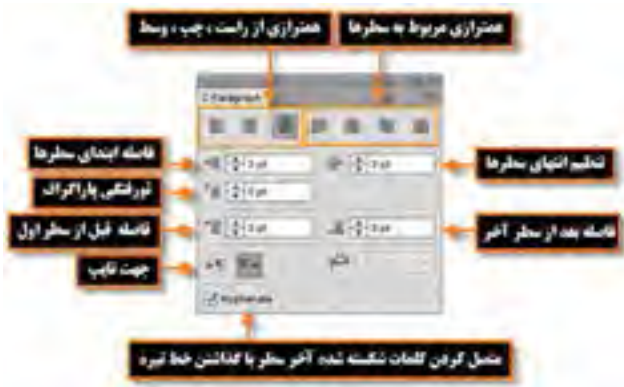 همترازی از راست ، چپ ، وسط
همترازی مربوط به سطرها
Paragraph
فاصله ابتدای سطرها
تنظیم انتهای سطرها
تورفتگی پاراگراف
فاصله قبل از سطر اول
فاصله بعد از سطر آخر
جهت تایپ
Hyphenate
متصل کردن کلمات شکسته شده آخر سطر با گذاشتن خط تیره